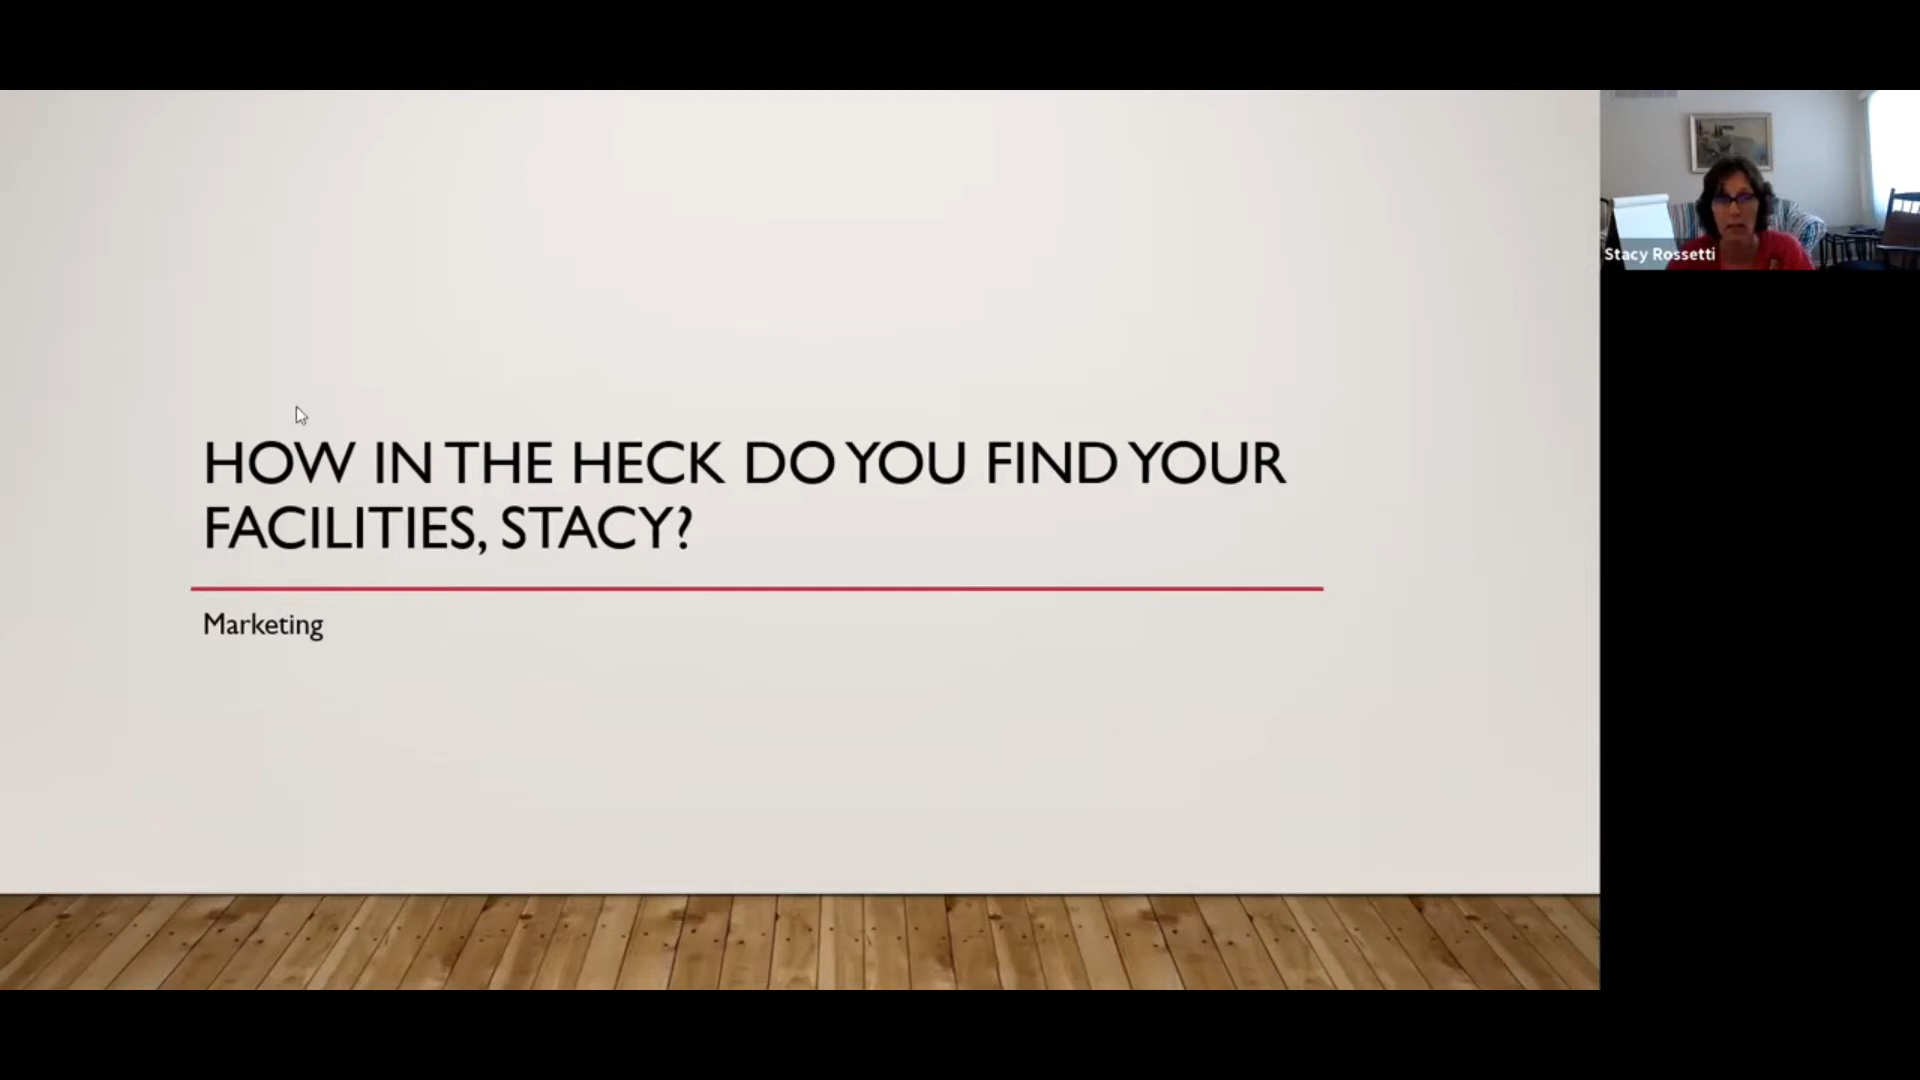 HOW IN THE HECK DO YOU FIND YOUR
FACILITIES, STACY?
Marketing
Stacy Rossetti